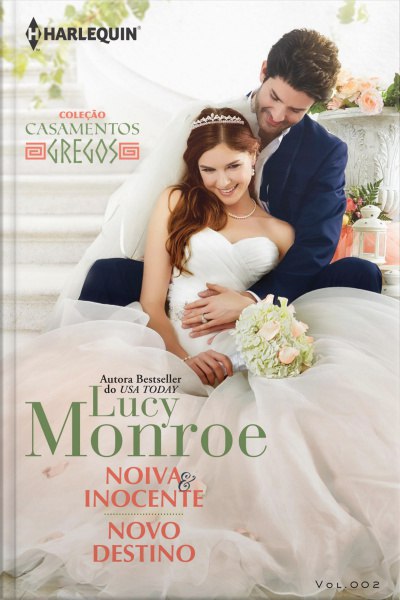 HARLEQUIN
COLEÇÃO
CASAMENTOS
GREGOS
Autora Bestseller
do USA TODAY
Lucy
Monroe
NOIVA &
INOCENTE
NOVO
DESTINO
VOL.002